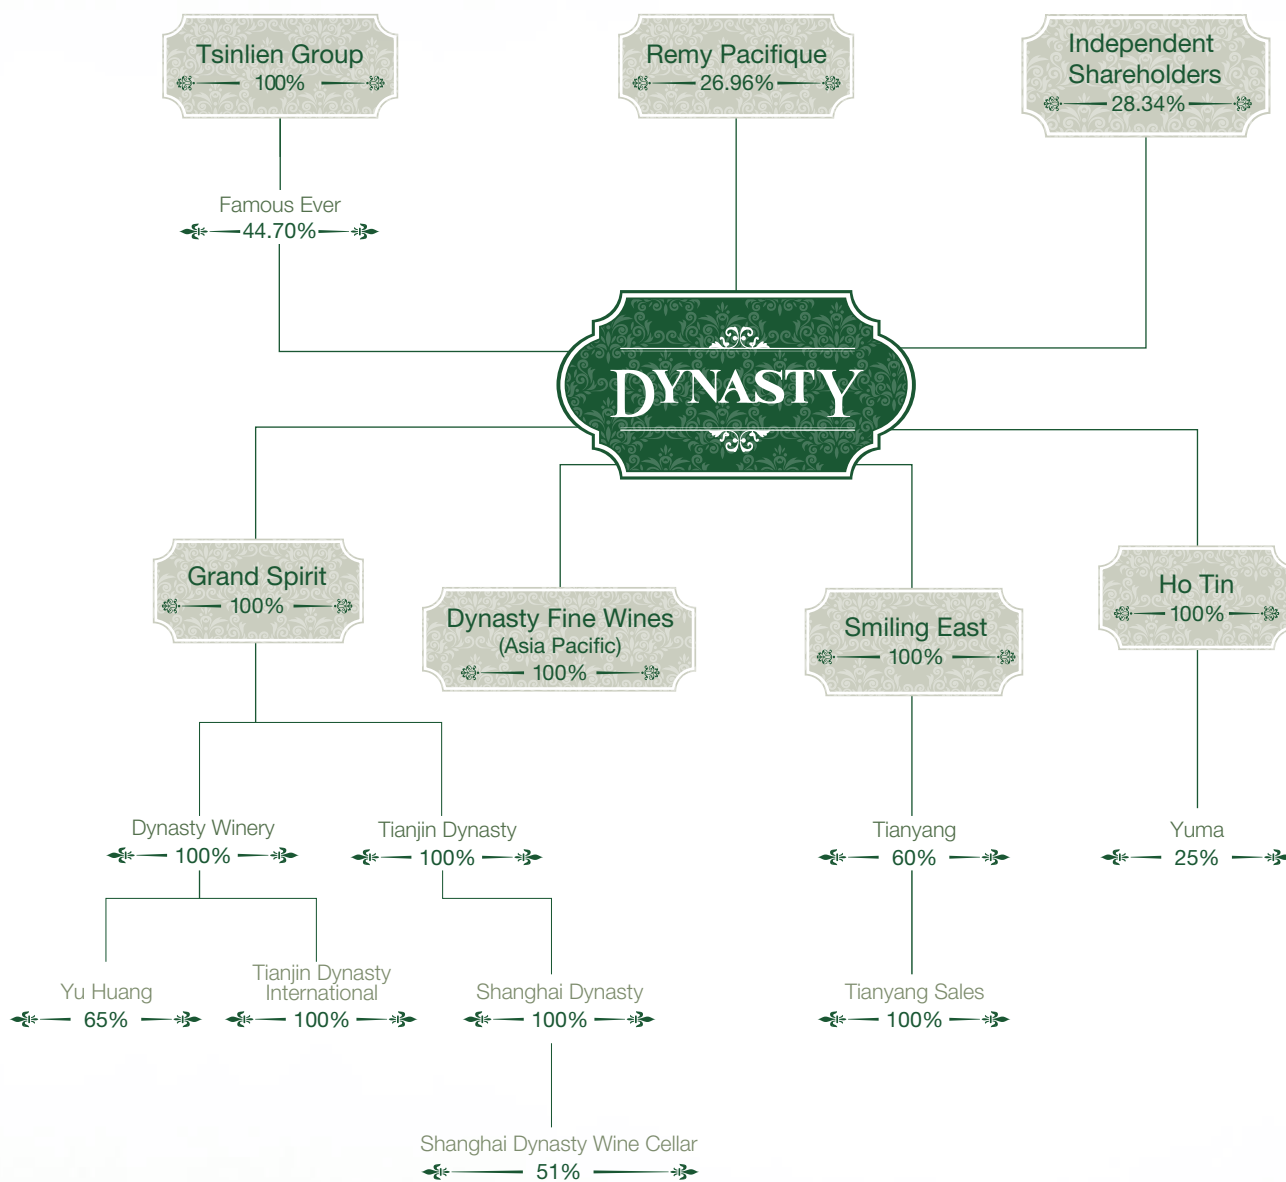 Tsinlien Group
100%
Remy Pacifique
26.96%
Independent
Shareholders
28.34%
Famous Ever
44.70%
DYNASTY
Grand Spirit
100%
Dynasty Fine Wines
(Asia Pacific)
100%
Smiling East
100%
Ho Tin
100%
Dynasty Winery
100%
Tianjin Dynasty
100%
Tianyang
60%
Yuma
25%
Yu Huang
65%
Tianjin Dynasty
International
100%
Shanghai Dynasty
100%
Tianyang Sales
100%
Shanghai Dynasty Wine Cellar
51%